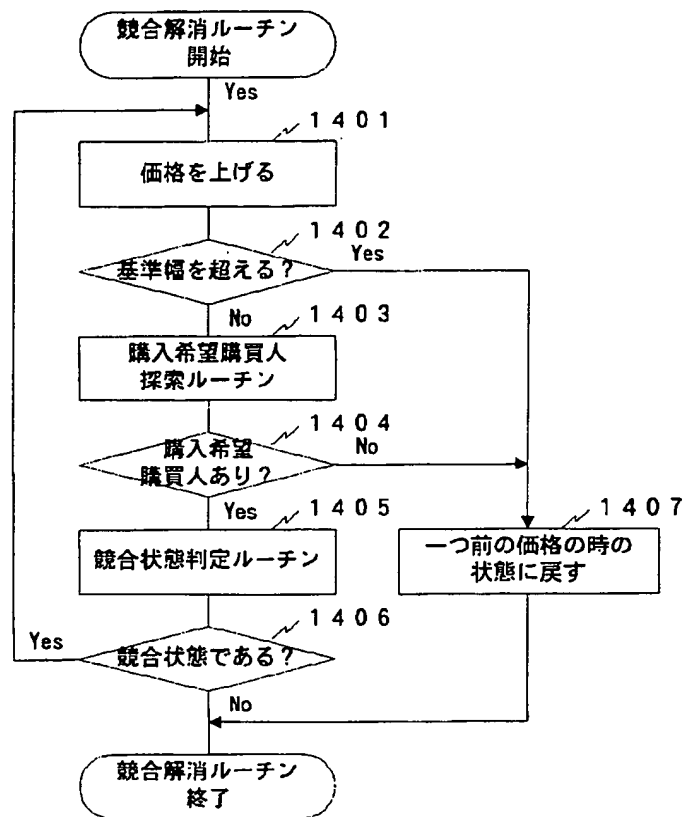 競合解消ルーチン
開始
Yes
1401
価格を上げる
1402
基準幅を超える?
Yes
No
1403
購入希望購買人
探索ルーチン
1404
購入希望
購買人あり?
No
Yes
1405
競合状態判定ルーチン
1407
一つ前の価格の時の
状態に戻す
1406
競合状態である?
Yes
No
競合解消ルーチン
終了